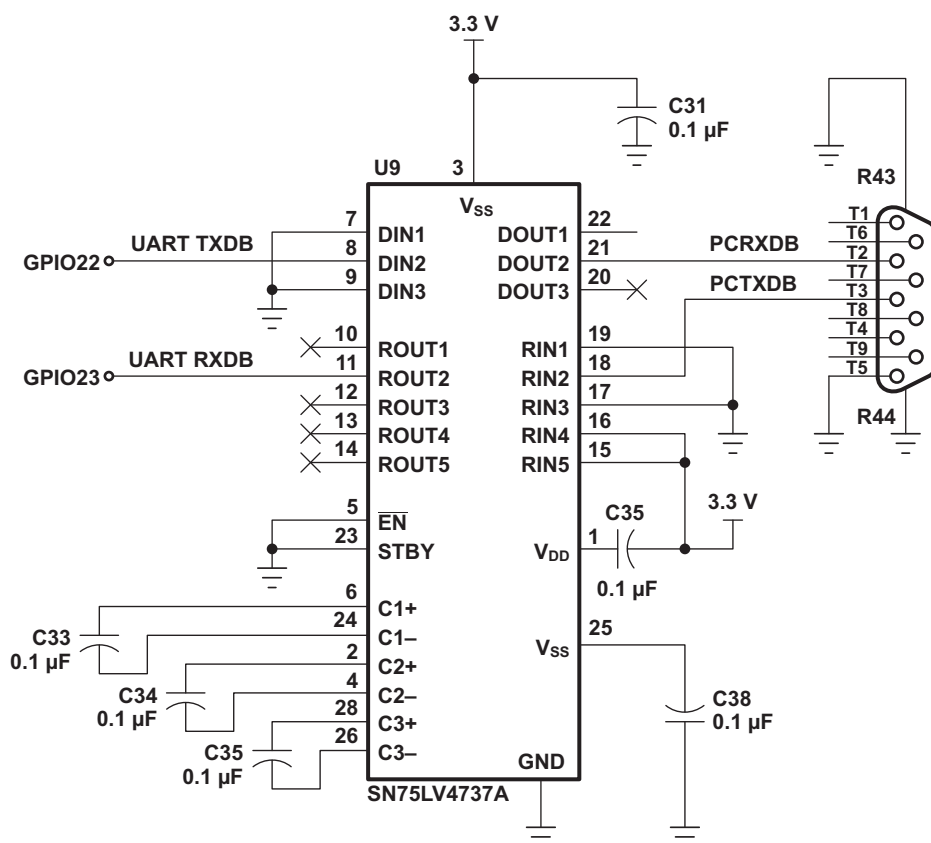 3.3 V
C31
0.1 µF
U9
3
R43
VSS
7
DIN1
DOUT1
22
T1
UART TXDB
8
DIN2
DOUT2
21
PCRXDB
T6
GPIO22
9
DIN3
DOUT3
20
T2
PCTXDB
T7
T3
10
ROUT1
RIN1
19
T8
UART RXDB
11
ROUT2
RIN2
18
T4
GPIO23
12
ROUT3
RIN3
17
T9
13
ROUT4
RIN4
16
T5
14
ROUT5
RIN5
15
R44
5
EN
C35
3.3 V
23
STBY
VDD
1
0.1 µF
6
C1+
C33
0.1 µF
24
C1–
VSS
25
2
C2+
C34
0.1 µF
4
C2–
C38
0.1 µF
28
C3+
C35
0.1 µF
26
C3–
GND
SN75LV4737A